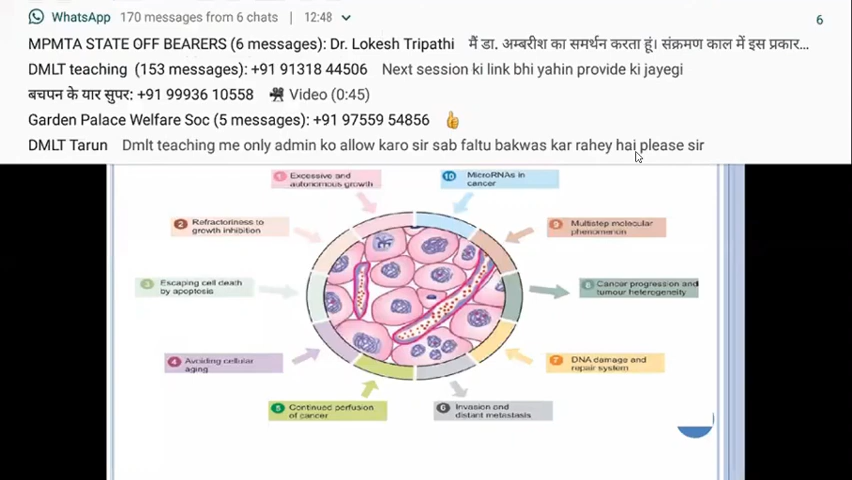 WhatsApp 170 messages from 6 chats | 12:48
6
MPMTA STATE OFF BEARERS (6 messages): Dr. Lokesh Tripathi मैं डा. अम्बरीश का समर्थन करता हूं। संक्रमण काल में इस प्रकार...
DMLT teaching (153 messages): +91 91318 44506 Next session ki link bhi yahin provide ki jayegi
बचपन के यार सुपर: +91 99936 10558 🎥 Video (0:45)
Garden Palace Welfare Soc (5 messages): +91 97559 54856 👍
DMLT Tarun Dmlt teaching me only admin ko allow karo sir sab faltu bakwas kar rahey hai please sir
1 Excessive and
autonomous growth
10 MicroRNAs in
cancer
2 Refractoriness to
growth inhibition
9 Multistep molecular
phenomenon
3 Escaping cell death
by apoptosis
8 Cancer progression and
tumour heterogeneity
4 Avoiding cellular
aging
7 DNA damage and
repair system
5 Continued perfusion
of cancer
6 Invasion and
distant metastasis